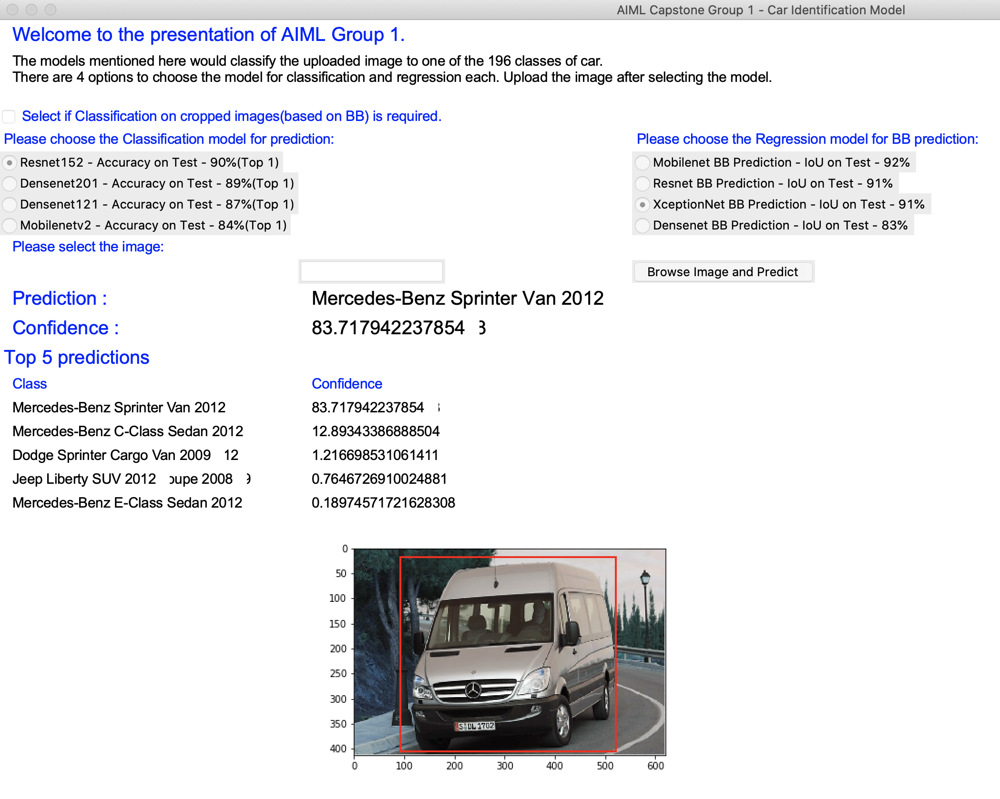 AIML Capstone Group 1 - Car Identification Model
Welcome to the presentation of AIML Group 1.
The models mentioned here would classify the uploaded image to one of the 196 classes of car.
There are 4 options to choose the model for classification and regression each. Upload the image after selecting the model.
Select if Classification on cropped images(based on BB) is required.
Please choose the Classification model for prediction:
Resnet152 - Accuracy on Test - 90%(Top 1)
Densenet201 - Accuracy on Test - 89%(Top 1)
Densenet121 - Accuracy on Test - 87%(Top 1)
Mobilenetv2 - Accuracy on Test - 84%(Top 1)
Please choose the Regression model for BB prediction:
Mobilenet BB Prediction - IoU on Test - 92%
Resnet BB Prediction - IoU on Test - 91%
XceptionNet BB Prediction - IoU on Test - 91%
Densenet BB Prediction - IoU on Test - 83%
Please select the image:
Browse Image and Predict
Prediction : Mercedes-Benz Sprinter Van 2012
Confidence : 83.717942237854
Top 5 predictions
Class Confidence
Mercedes-Benz Sprinter Van 2012 83.717942237854
Mercedes-Benz C-Class Sedan 2012 12.89343386888504
Dodge Sprinter Cargo Van 2009 12 1.216698531061411
Jeep Liberty SUV 2012 oupe 2008 9 0.7646726910024881
Mercedes-Benz E-Class Sedan 2012 0.18974571721628308
0
50
100
150
200
250
300
350
400
0 100 200 300 400 500 600